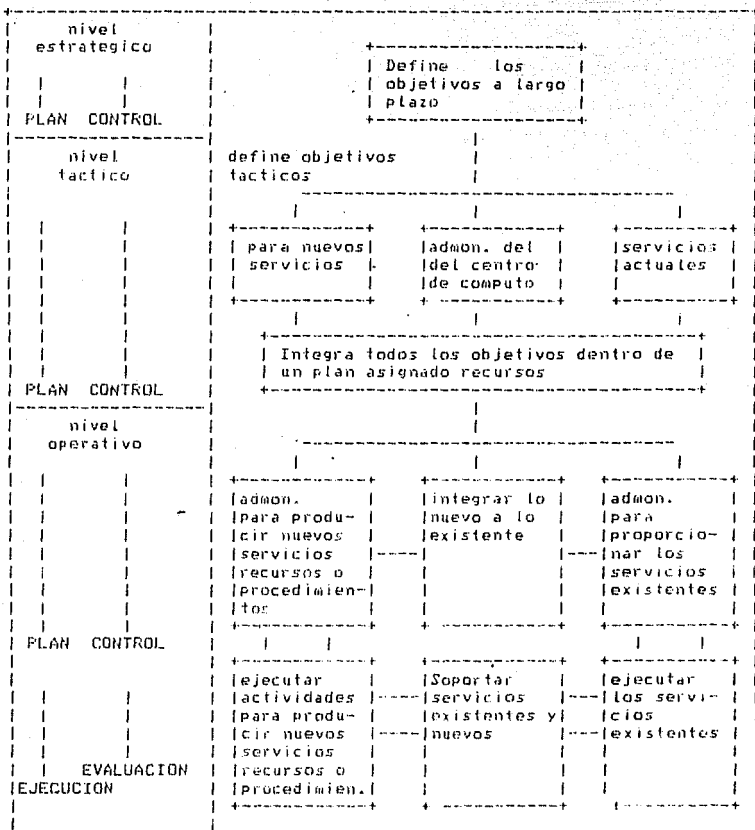 nivel
estrategico
PLAN CONTROL
Define los
objetivos a largo
plazo
nivel
tactico
PLAN CONTROL
define objetivos
tacticos
para nuevos
servicios
admon. del
del centro
de computo
servicios
actuales
Integra todos los objetivos dentro de
un plan asignado recursos
nivel
operativo
PLAN CONTROL
admon.
para produ-
cir nuevos
servicios
recursos o
procedimien-
tos
integrar lo
nuevo a lo
existente
admon.
para
proporcio-
nar los
servicios
existentes
EVALUACION
EJECUCION
ejecutar
actividades
para produ-
cir nuevos
servicios
recursos o
procedimien.
Soportar
servicios
existentes y
nuevos
ejecutar
los servi-
cios
existentes